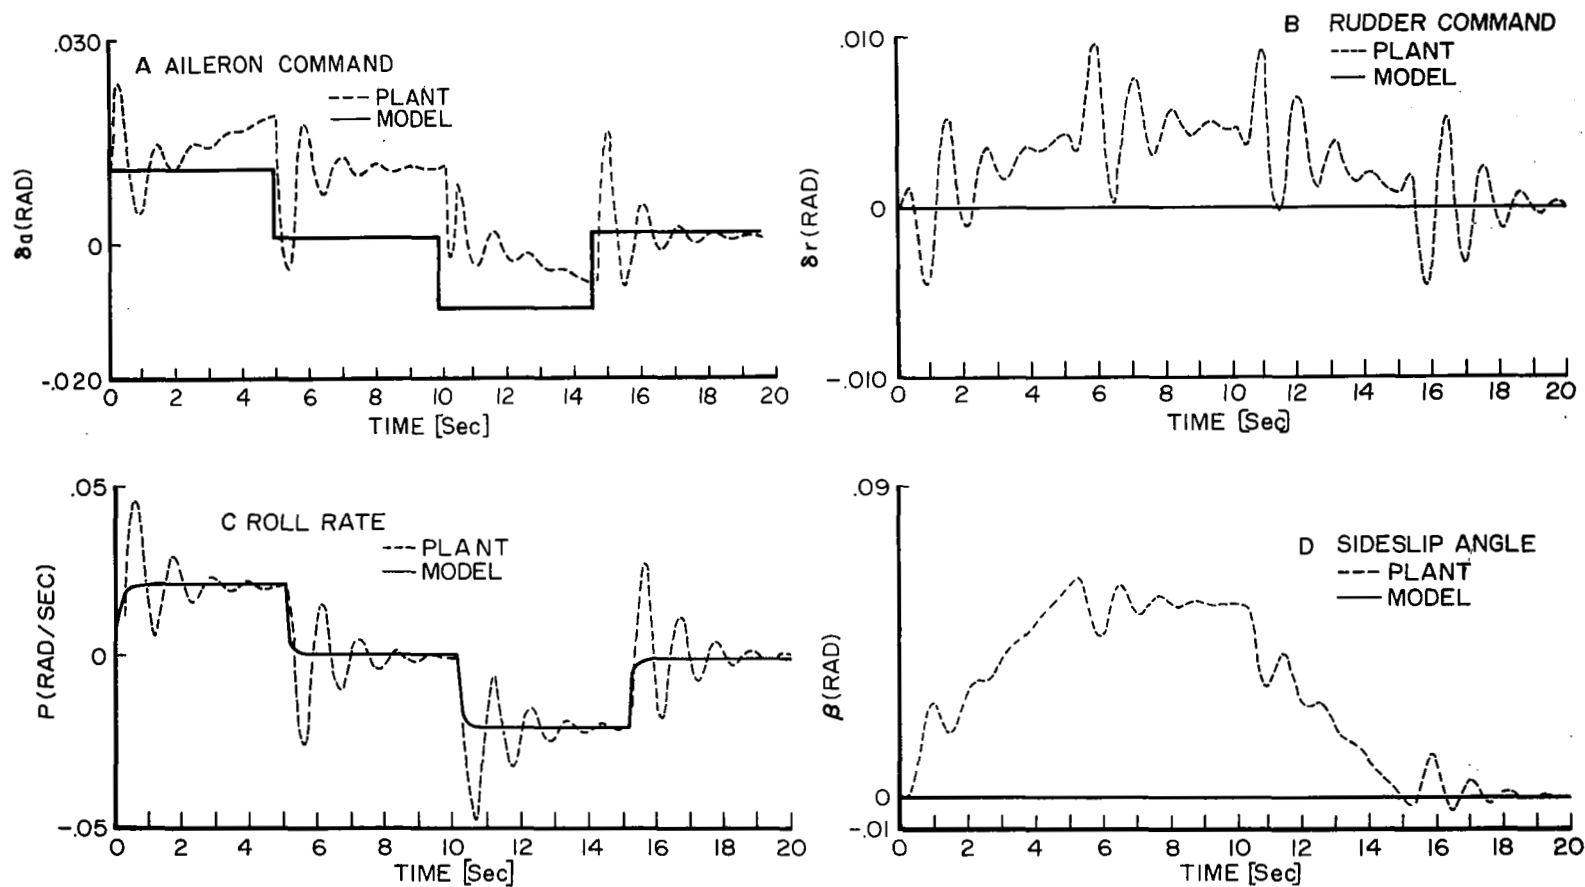 A AILERON COMMAND
--- PLANT
— MODEL
.030
0
-.020
δa (RAD)
0 2 4 6 8 10 12 14 16 18 20
TIME [Sec]
B RUDDER COMMAND
--- PLANT
— MODEL
.010
0
-.010
δr (RAD)
0 2 4 6 8 10 12 14 16 18 20
TIME [Sec]
C ROLL RATE
--- PLANT
— MODEL
.05
0
-.05
P (RAD/SEC)
0 2 4 6 8 10 12 14 16 18 20
TIME [Sec]
D SIDESLIP ANGLE
--- PLANT
— MODEL
.09
0
-.01
β (RAD)
0 2 4 6 8 10 12 14 16 18 20
TIME [Sec]